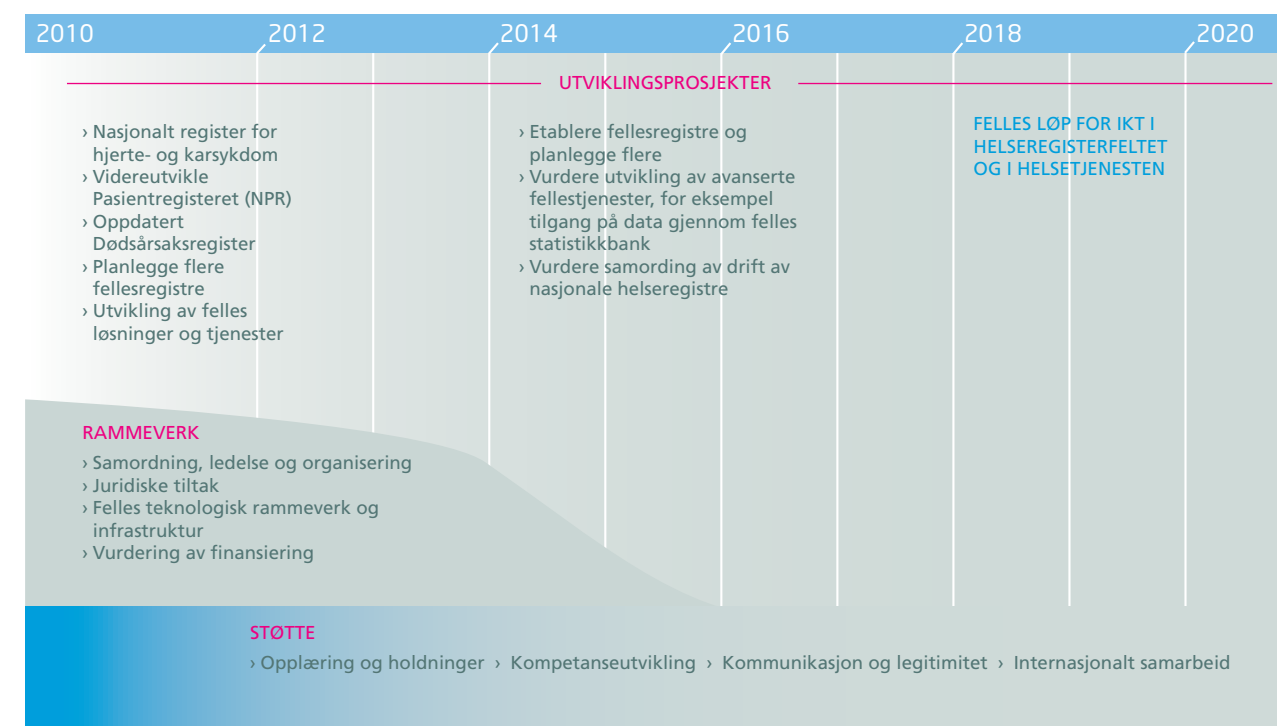 2010 2012 2014 2016 2018 2020
UTVIKLINGSPROSJEKTER
› Nasjonalt register for
hjerte- og karsykdom
› Videreutvikle
Pasientregisteret (NPR)
› Oppdatert
Dødsårsaksregister
› Planlegge flere
fellesregistre
› Utvikling av felles
løsninger og tjenester
› Etablere fellesregistre og
planlegge flere
› Vurdere utvikling av avanserte
fellestjenester, for eksempel
tilgang på data gjennom felles
statistikkbank
› Vurdere samording av drift av
nasjonale helseregistre
FELLES LØP FOR IKT I
HELSEREGISTERFELTET
OG I HELSETJENESTEN
RAMMEVERK
› Samordning, ledelse og organisering
› Juridiske tiltak
› Felles teknologisk rammeverk og
infrastruktur
› Vurdering av finansiering
STØTTE
› Opplæring og holdninger › Kompetanseutvikling › Kommunikasjon og legitimitet › Internasjonalt samarbeid